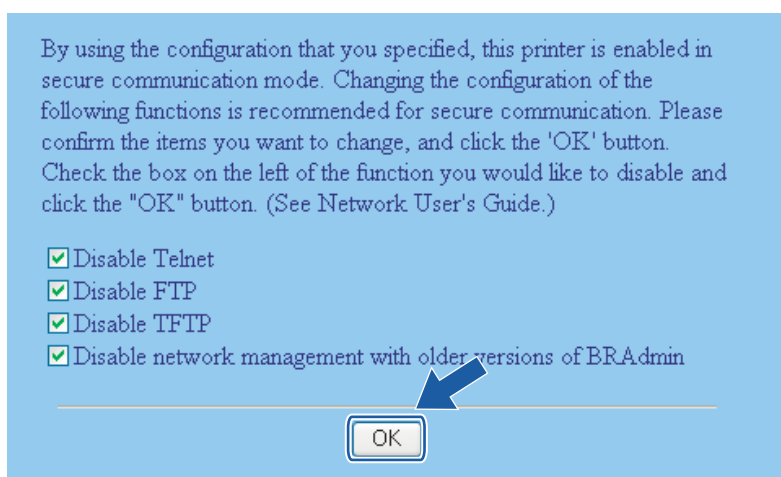 By using the configuration that you specified, this printer is enabled in
secure communication mode. Changing the configuration of the
following functions is recommended for secure communication. Please
confirm the items you want to change, and click the 'OK' button.
Check the box on the left of the function you would like to disable and
click the "OK" button. (See Network User's Guide.)
Disable Telnet
Disable FTP
Disable TFTP
Disable network management with older versions of BRAdmin
OK